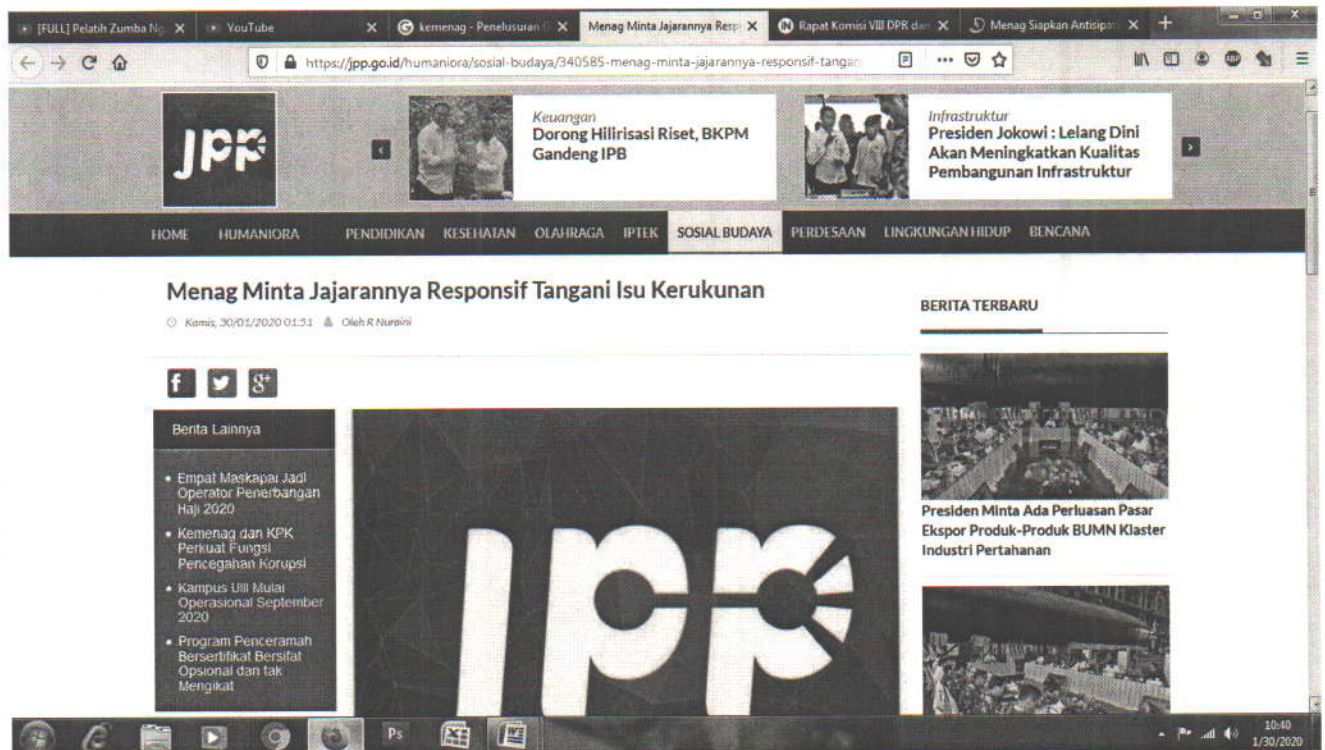 [FULL] Pelatih Zumba Ng
YouTube
kemenag - Penelusuran G
Menag Minta Jajarannya Resp
Rapat Komisi VIII DPR dan
Menag Siapkan Antisipas
https://jpp.go.id/humaniora/sosial-budaya/340585-menag-minta-jajarannya-responsif-tangan
ABP
jpp
Keuangan
Dorong Hilirisasi Riset, BKPM
Gandeng IPB
Infrastruktur
Presiden Jokowi : Lelang Dini
Akan Meningkatkan Kualitas
Pembangunan Infrastruktur
HOME HUMANIORA PENDIDIKAN KESEHATAN OLAHRAGA IPTEK SOSIAL BUDAYA PERDESAAN LINGKUNGAN HIDUP BENCANA
Menag Minta Jajarannya Responsif Tangani Isu Kerukunan
Kamis, 30/01/2020 01:51 Oleh R Nuraini
f g+
Berita Lainnya
• Empat Maskapai Jadi
Operator Penerbangan
Haji 2020
• Kemenag dan KPK
Perkuat Fungsi
Pencegahan Korupsi
• Kampus UIII Mulai
Operasional September
2020
• Program Penceramah
Bersertifikat Bersifat
Opsional dan tak
Mengikat
jpp
BERITA TERBARU
Presiden Minta Ada Perluasan Pasar
Ekspor Produk-Produk BUMN Klaster
Industri Pertahanan
Ps
10:40
1/30/2020